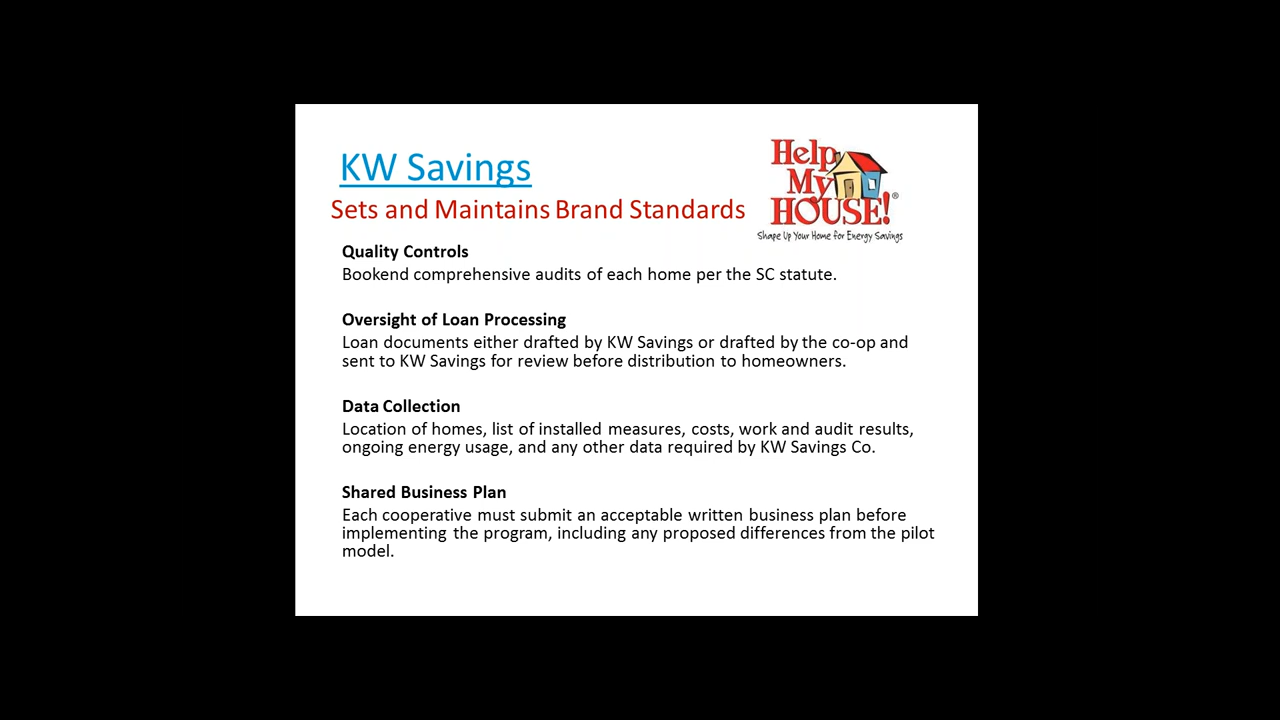 KW Savings
Sets and Maintains Brand Standards
Help
My
HOUSE!®
Shape Up Your Home for Energy Savings
Quality Controls
Bookend comprehensive audits of each home per the SC statute.
Oversight of Loan Processing
Loan documents either drafted by KW Savings or drafted by the co-op and
sent to KW Savings for review before distribution to homeowners.
Data Collection
Location of homes, list of installed measures, costs, work and audit results,
ongoing energy usage, and any other data required by KW Savings Co.
Shared Business Plan
Each cooperative must submit an acceptable written business plan before
implementing the program, including any proposed differences from the pilot
model.